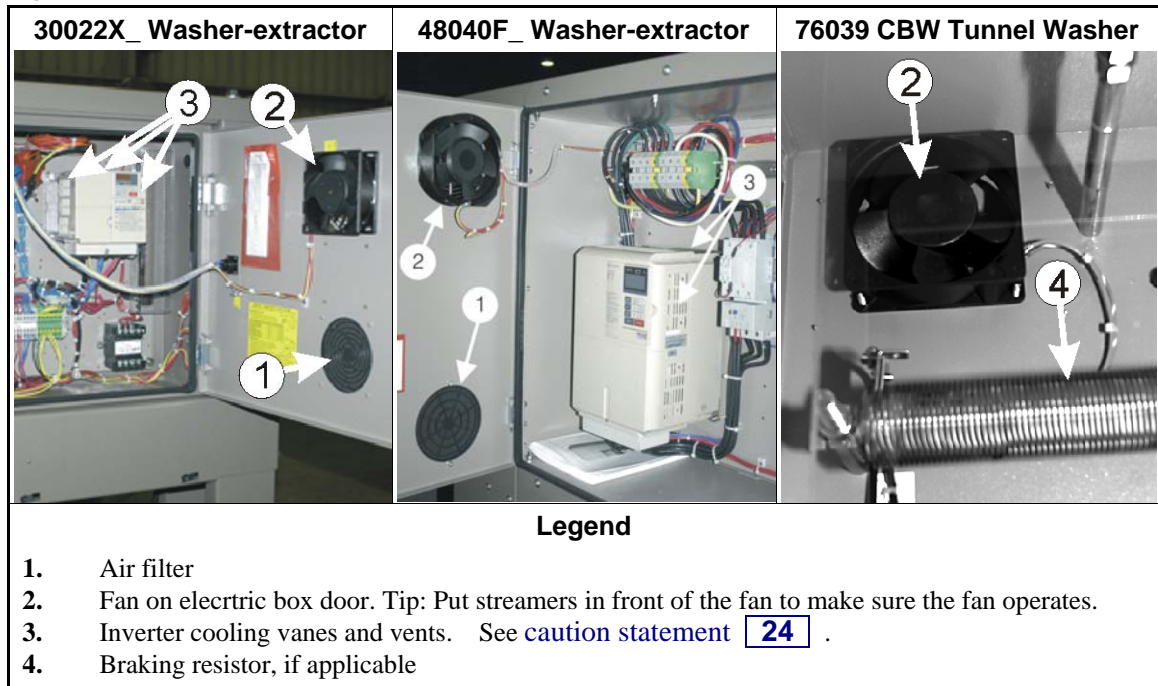 30022X_ Washer-extractor
48040F_ Washer-extractor
76039 CBW Tunnel Washer
3
2
1
2
1
3
2
4
Legend
1. Air filter
2. Fan on elecrtric box door. Tip: Put streamers in front of the fan to make sure the fan operates.
3. Inverter cooling vanes and vents. See caution statement 24 .
4. Braking resistor, if applicable